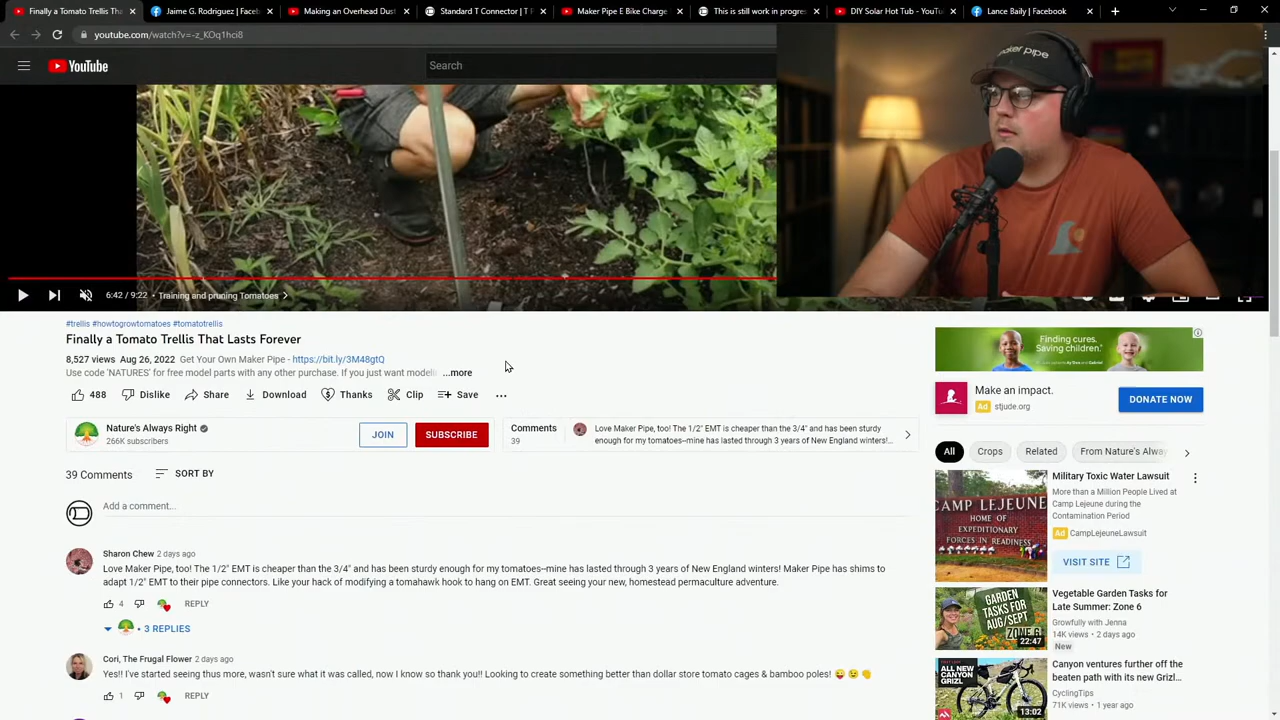 Finally a Tomato Trellis That La
Jaime G. Rodriguez | Facebook
Making an Overhead Dust
Standard T Connector | T F
Maker Pipe E Bike Charge
This is still work in progres
DIY Solar Hot Tub - YouTu
Lance Baily | Facebook
youtube.com/watch?v=-z_KOq1hci8
YouTube
Search
maker pipe
6:42 / 9:22 • Training and pruning Tomatoes
#trellis #howtogrowtomatoes #tomatotrellis
Finally a Tomato Trellis That Lasts Forever
8,527 views Aug 26, 2022 Get Your Own Maker Pipe - https://bit.ly/3M48gtQ
Use code 'NATURES' for free model parts with any other purchase. If you just want modeli ...more
488 Dislike Share Download Thanks Clip Save
Nature's Always Right
266K subscribers
JOIN
SUBSCRIBE
Comments
39
Love Maker Pipe, too! The 1/2" EMT is cheaper than the 3/4" and has been sturdy
enough for my tomatoes--mine has lasted through 3 years of New England winters!...
39 Comments SORT BY
Add a comment...
Sharon Chew 2 days ago
Love Maker Pipe, too! The 1/2" EMT is cheaper than the 3/4" and has been sturdy enough for my tomatoes--mine has lasted through 3 years of New England winters! Maker Pipe has shims to
adapt 1/2" EMT to their pipe connectors. Like your hack of modifying a tomahawk hook to hang on EMT. Great seeing your new, homestead permaculture adventure.
4 REPLY
3 REPLIES
Cori, The Frugal Flower 2 days ago
Yes!! I've started seeing thus more, wasn't sure what it was called, now I know so thank you!! Looking to create something better than dollar store tomato cages & bamboo poles! 😜 😉 👏
1 REPLY
Finding cures.
Saving children.
Make an impact.
Ad stjude.org
DONATE NOW
All Crops Related From Nature's Alway
CAMP LEJEUNE
HOME OF
EXPEDITIONARY
FORCES IN READINESS
Military Toxic Water Lawsuit
More than a Million People Lived at
Camp Lejeune during the
Contamination Period
Ad CampLejeuneLawsuit
VISIT SITE
GARDEN
TASKS FOR
AUG/SEPT
ZONE 6
22:47
Vegetable Garden Tasks for
Late Summer: Zone 6
Growfully with Jenna
14K views • 2 days ago
New
ALL NEW
CANYON
GRIZL
13:02
Canyon ventures further off the
beaten path with its new Grizl...
CyclingTips
71K views • 1 year ago